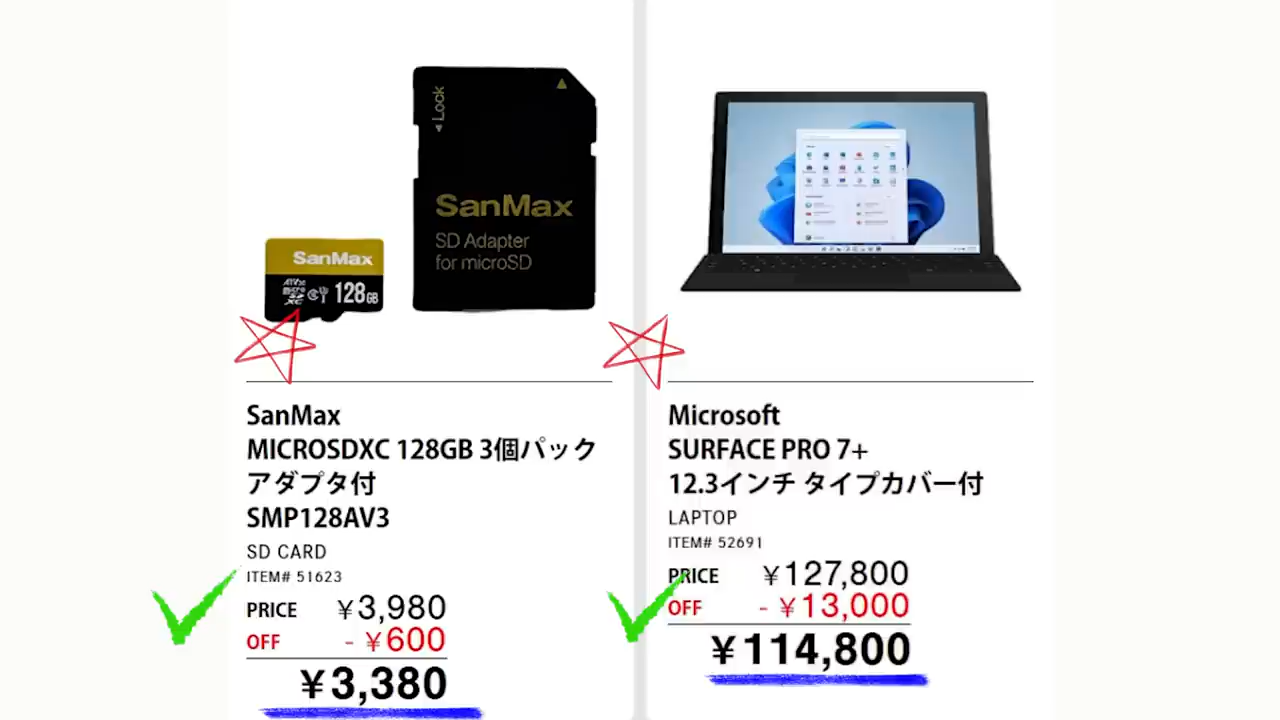 Lock
SanMax
SD Adapter
for microSD
SanMax
micro
SD
XC
128GB
SanMax
MICROSDXC 128GB 3個パック
アダプタ付
SMP128AV3
SD CARD
ITEM# 51623
PRICE ¥3,980
OFF - ¥600
¥3,380
Microsoft
SURFACE PRO 7+
12.3インチ タイプカバー付
LAPTOP
ITEM# 52691
PRICE ¥127,800
OFF - ¥13,000
¥114,800